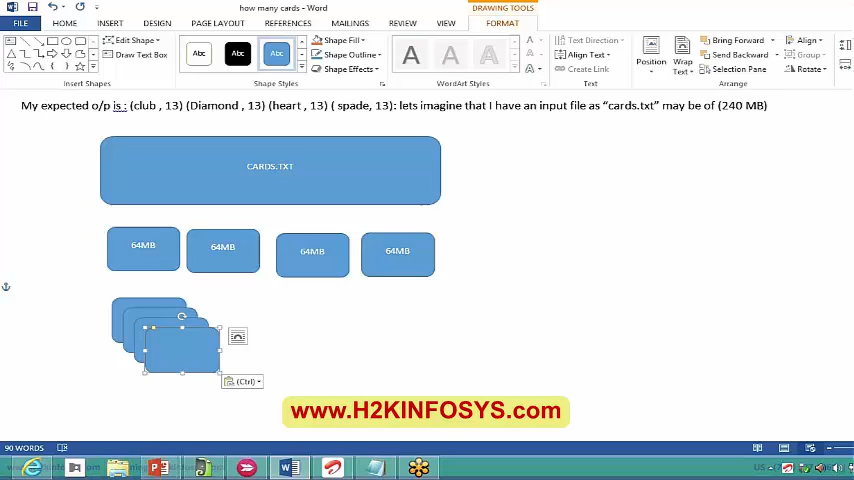 how many cards - Word
DRAWING TOOLS
FILE HOME INSERT DESIGN PAGE LAYOUT REFERENCES MAILINGS REVIEW VIEW FORMAT
Edit Shape
Draw Text Box
Insert Shapes
Abc Abc Abc
Shape Fill
Shape Outline
Shape Effects
Shape Styles
A A A
WordArt Styles
Text Direction
Align Text
Create Link
Text
Position
Wrap Text
Bring Forward
Send Backward
Selection Pane
Align
Group
Rotate
Arrange
My expected o/p is : (club , 13) (Diamond , 13) (heart , 13) ( spade, 13): lets imagine that I have an input file as “cards.txt” may be of (240 MB)
CARDS.TXT
64MB 64MB 64MB 64MB
(Ctrl)
www.H2KINFOSYS.com
90 WORDS
US